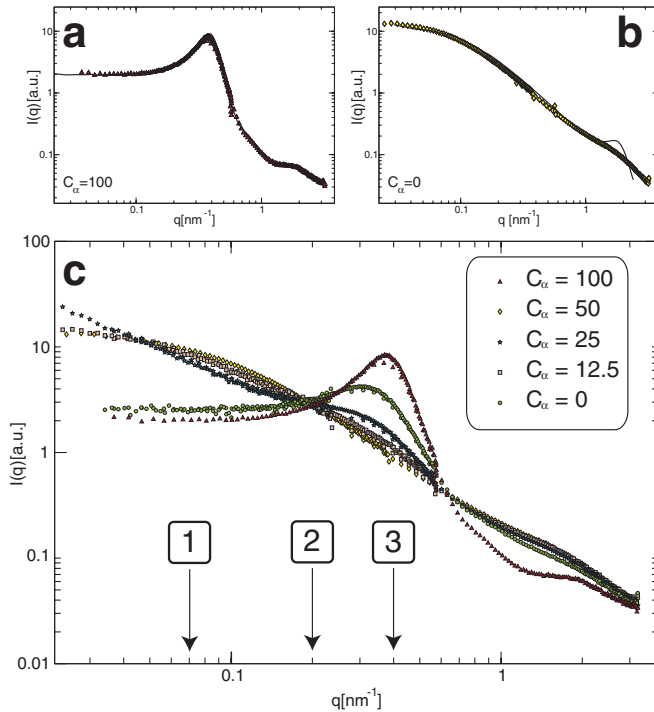 a
I(q)[a.u.]
10
1
0.1
C_α=100
0.1
1
q[nm⁻¹]
b
I(q)[a.u.]
10
1
0.1
C_α=0
0.1
1
q [nm⁻¹]
c
I(q)[a.u.]
100
10
1
0.1
0.01
C_α = 100
C_α = 50
C_α = 25
C_α = 12.5
C_α = 0
1
2
3
0.1
1
q[nm⁻¹]